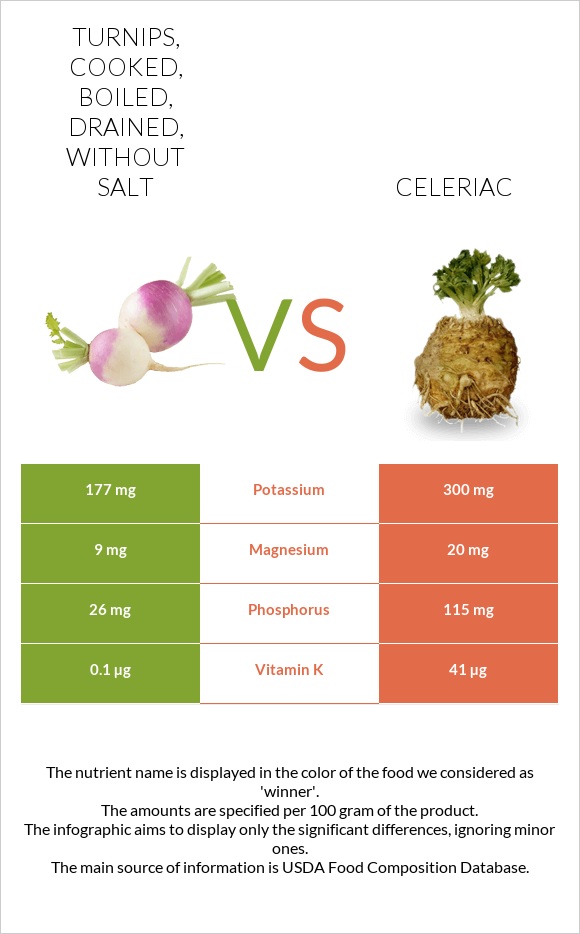 TURNIPS,
COOKED,
BOILED,
DRAINED,
WITHOUT
SALT
CELERIAC
VS
177 mg Potassium 300 mg
9 mg Magnesium 20 mg
26 mg Phosphorus 115 mg
0.1 µg Vitamin K 41 µg
The nutrient name is displayed in the color of the food we considered as
'winner'.
The amounts are specified per 100 gram of the product.
The infographic aims to display only the significant differences, ignoring minor
ones.
The main source of information is USDA Food Composition Database.